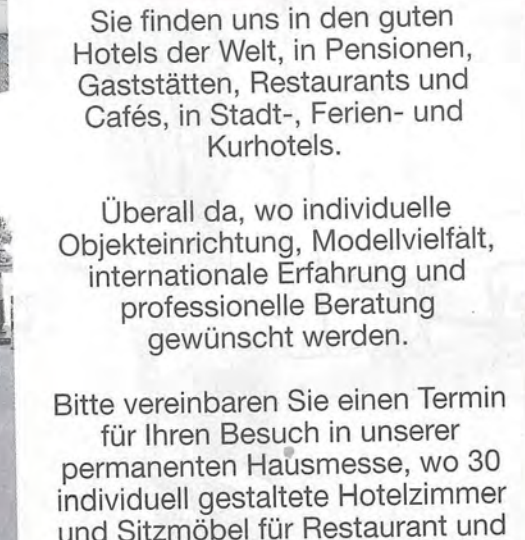 Sie finden uns in den guten
Hotels der Welt, in Pensionen,
Gaststätten, Restaurants und
Cafés, in Stadt-, Ferien- und
Kurhotels.
Überall da, wo individuelle
Objekteinrichtung, Modellvielfalt,
internationale Erfahrung und
professionelle Beratung
gewünscht werden.
Bitte vereinbaren Sie einen Termin
für Ihren Besuch in unserer
permanenten Hausmesse, wo 30
individuell gestaltete Hotelzimmer
und Sitzmöbel für Restaurant und